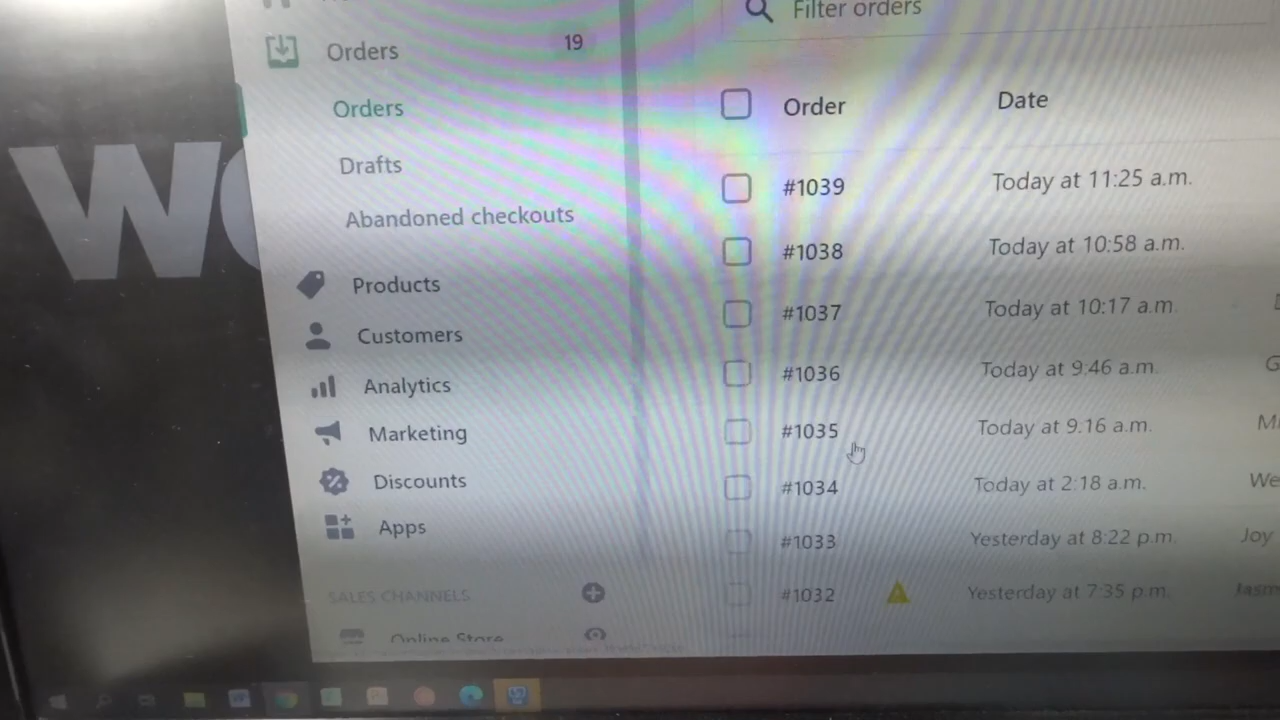 Filter orders
Orders 19
Orders
Drafts
Abandoned checkouts
Products
Customers
Analytics
Marketing
Discounts
Apps
SALES CHANNELS
Online Store
Order Date
#1039 Today at 11:25 a.m.
#1038 Today at 10:58 a.m.
#1037 Today at 10:17 a.m.
#1036 Today at 9:46 a.m. G
#1035 Today at 9:16 a.m. Mi
#1034 Today at 2:18 a.m. We
#1033 Yesterday at 8:22 p.m. Joy
#1032 Yesterday at 7:35 p.m. Jasm
W